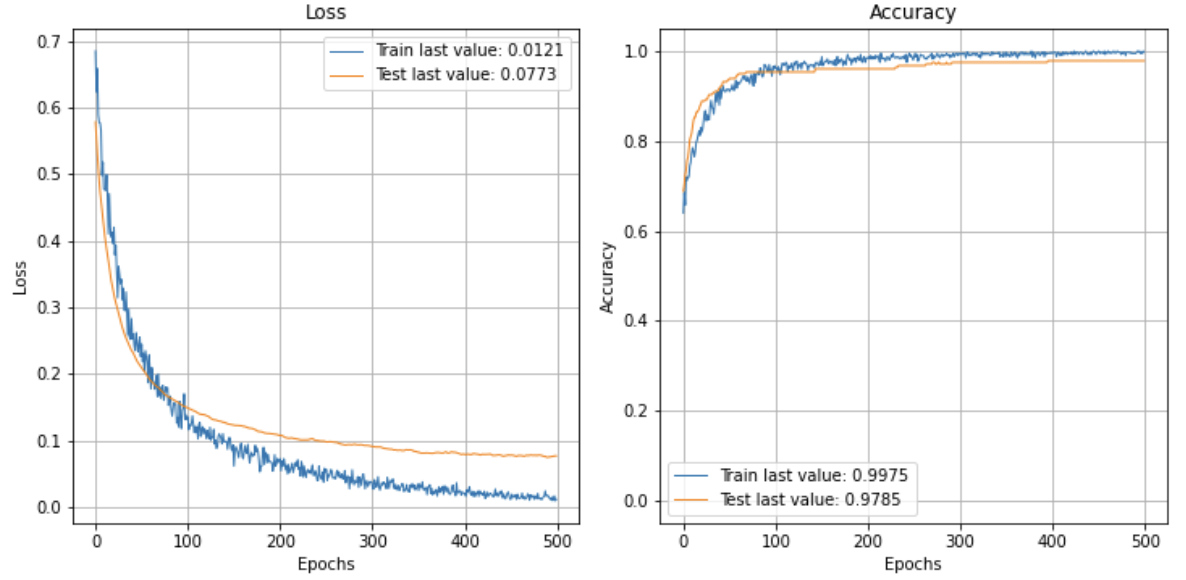 Loss
0.7
0.6
0.5
0.4
0.3
0.2
0.1
0.0
Loss
Train last value: 0.0121
Test last value: 0.0773
0 100 200 300 400 500
Epochs
Accuracy
1.0
0.8
0.6
0.4
0.2
0.0
Accuracy
Train last value: 0.9975
Test last value: 0.9785
0 100 200 300 400 500
Epochs